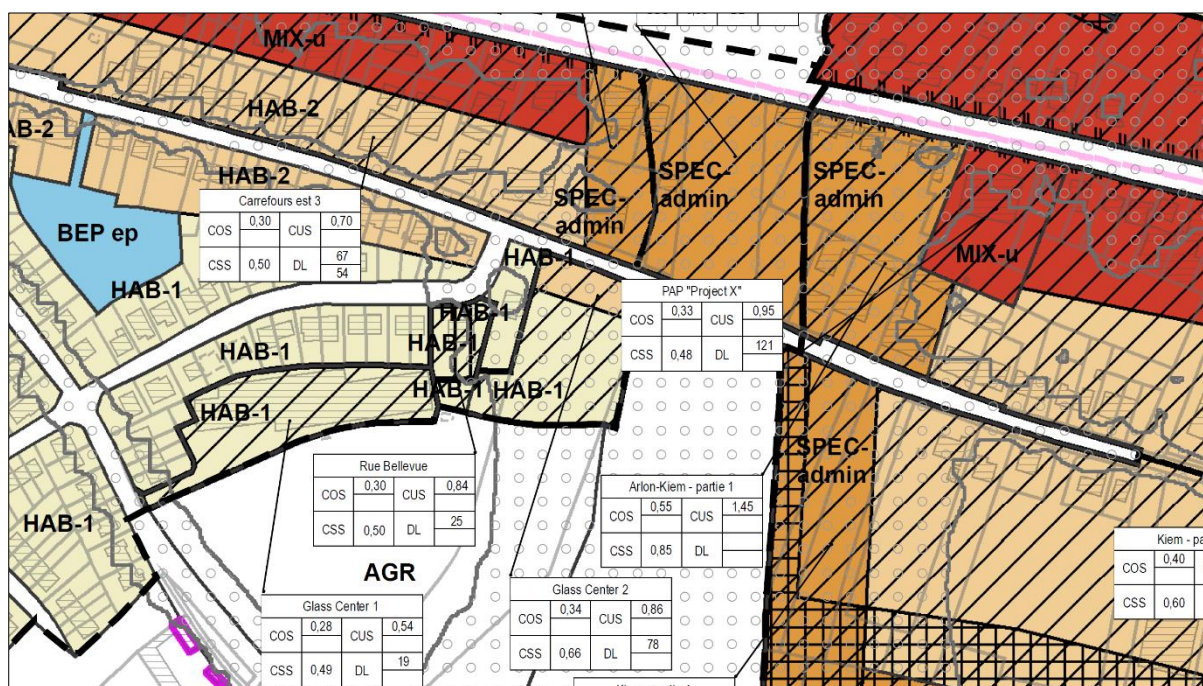 MIX-u
HAB-2
AB-2
HAB-2
SPEC-
admin
SPEC-
admin
SPEC-
admin
MIX-u
Carrefours est 3
COS 0,30 CUS 0,70
CSS 0,50 DL 67
54
BEP ep
HAB-1
HAB-1
PAP "Project X"
COS 0,33 CUS 0,95
CSS 0,48 DL 121
HAB-1
HAB-1
HAB-1
HAB-1
HAB-1
HAB-1
SPEC-
admin
Rue Bellevue
COS 0,30 CUS 0,84
CSS 0,50 DL 25
Arlon-Kiem - partie 1
COS 0,55 CUS 1,45
CSS 0,85 DL
HAB-1
AGR
Kiem - pa
COS 0,40
CSS 0,60
Glass Center 1
COS 0,28 CUS 0,54
CSS 0,49 DL 19
Glass Center 2
COS 0,34 CUS 0,86
CSS 0,66 DL 78